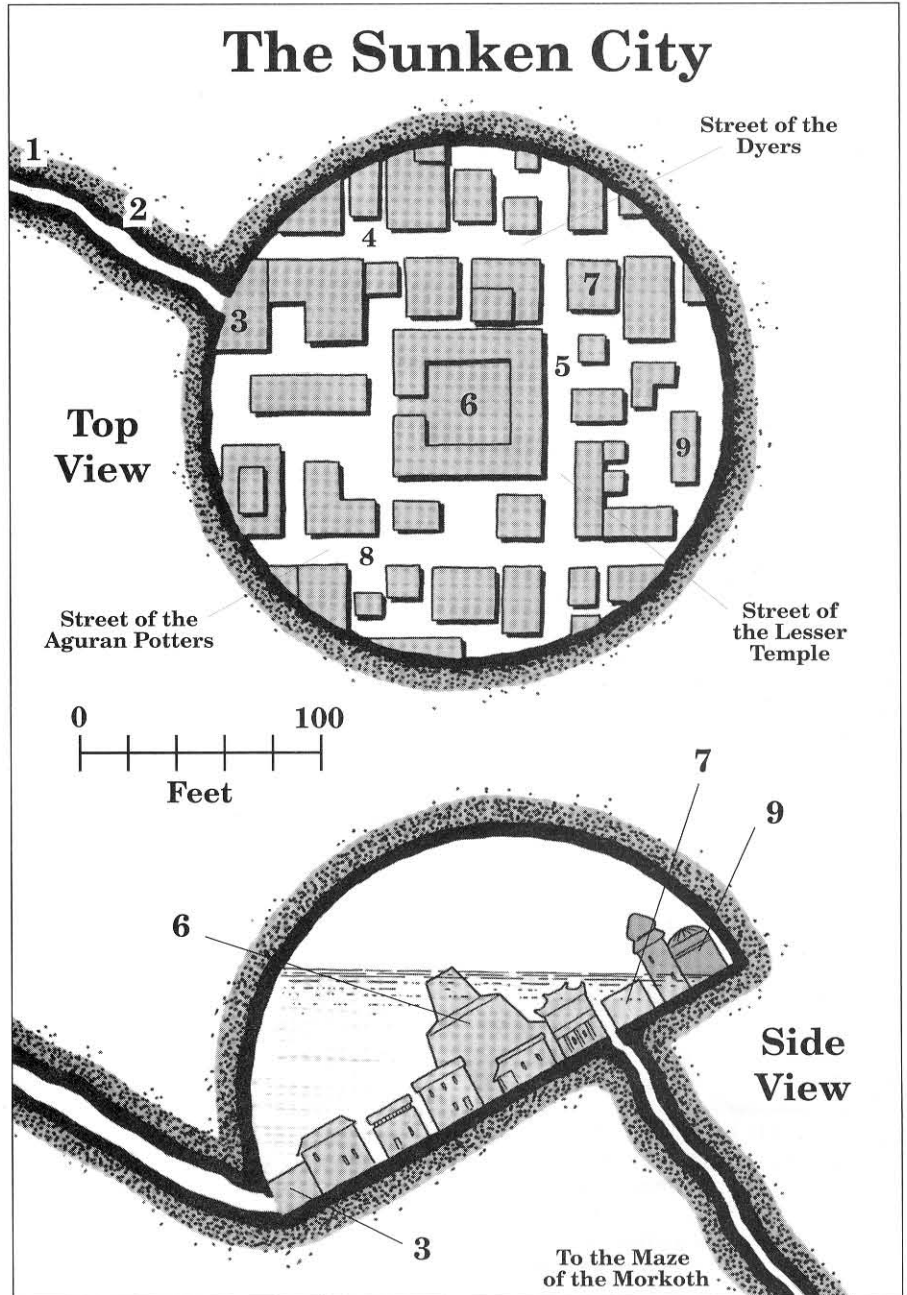 The Sunken City
Street of the
Dyers
1
2
4
3
7
5
6
9
Top
View
8
Street of the
Aguran Potters
Street of
the Lesser
Temple
0 100
Feet
7
9
6
Side
View
3
To the Maze
of the Morkoth